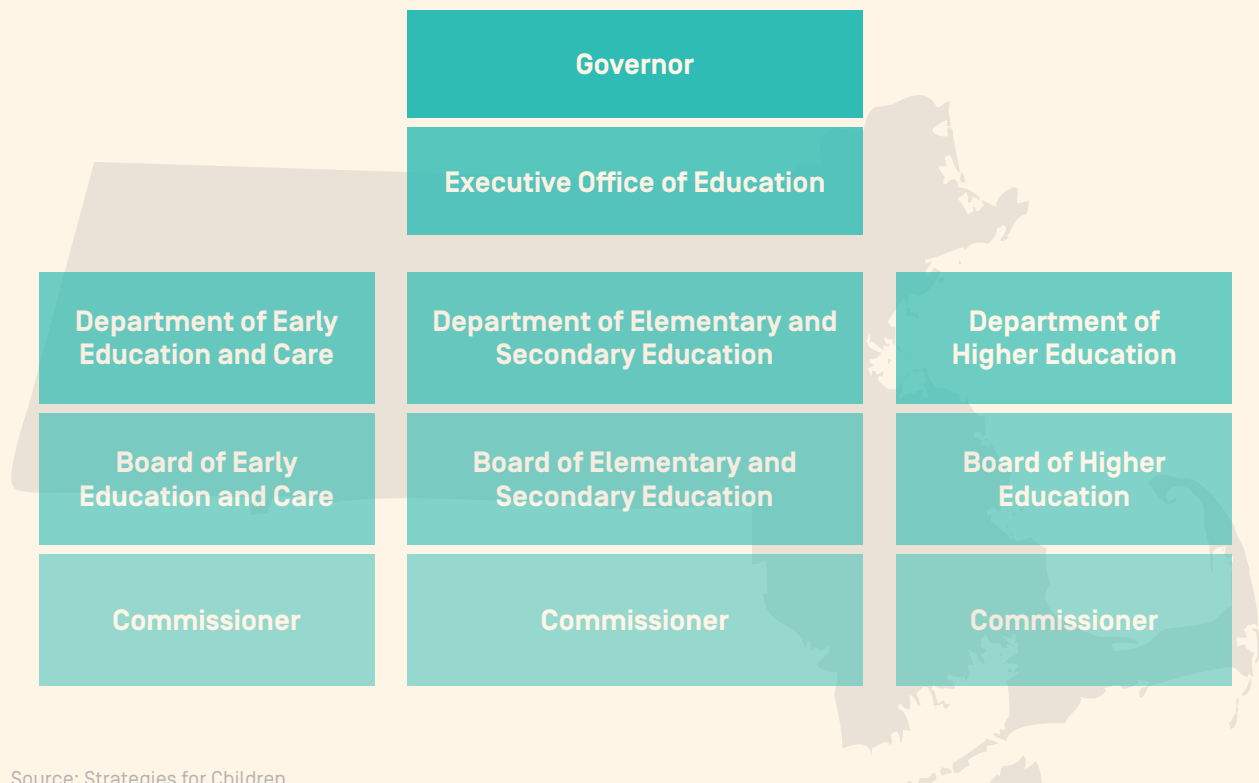 Governor
Executive Office of Education
Department of Early
Education and Care
Department of Elementary and
Secondary Education
Department of
Higher Education
Board of Early
Education and Care
Board of Elementary and
Secondary Education
Board of Higher
Education
Commissioner
Commissioner
Commissioner
Source: Strategies for Children